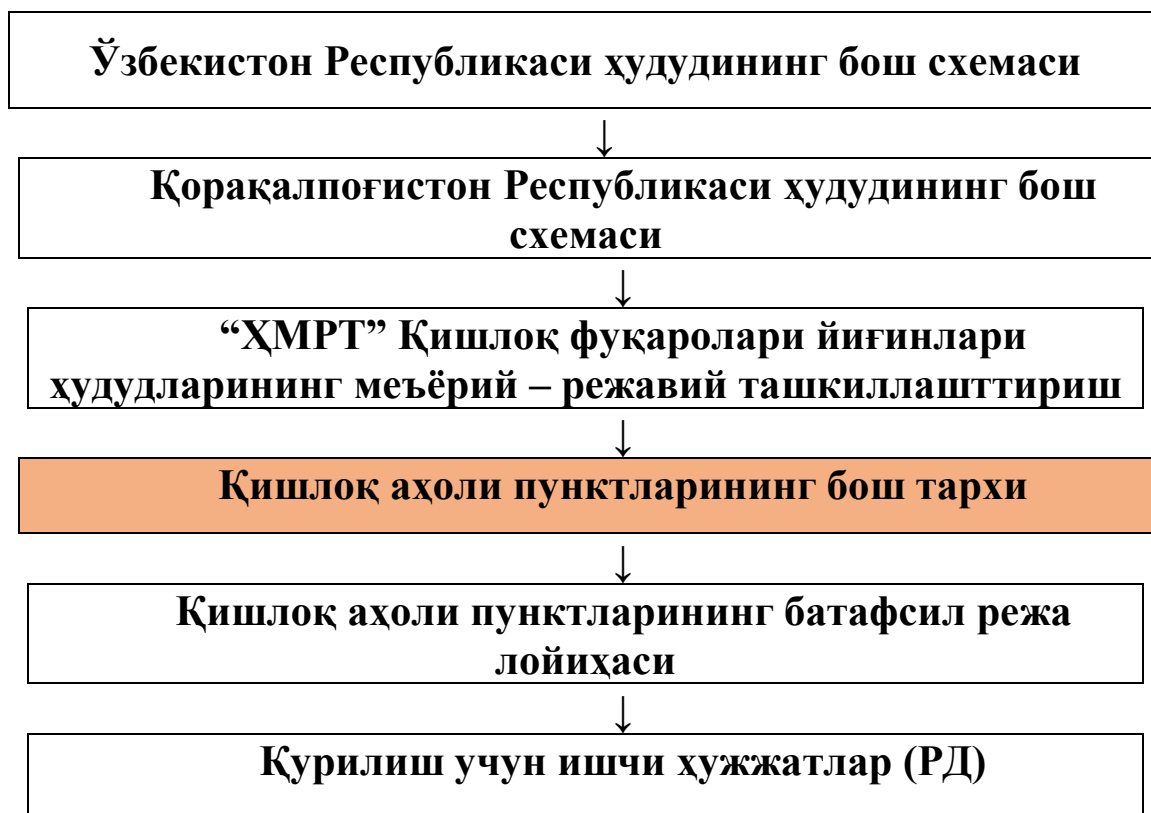 Ўзбекистон Республикаси ҳудудининг бош схемаси
↓
Қорақалпоғистон Республикаси ҳудудининг бош
схемаси
↓
“ҲМРТ” Қишлоқ фуқаролари йиғинлари
ҳудудларининг меъёрий – режавий ташкиллашттириш
↓
Қишлоқ аҳоли пунктларининг бош тархи
↓
Қишлоқ аҳоли пунктларининг батафсил режа
лойиҳаси
↓
Қурилиш учун ишчи ҳужжатлар (РД)